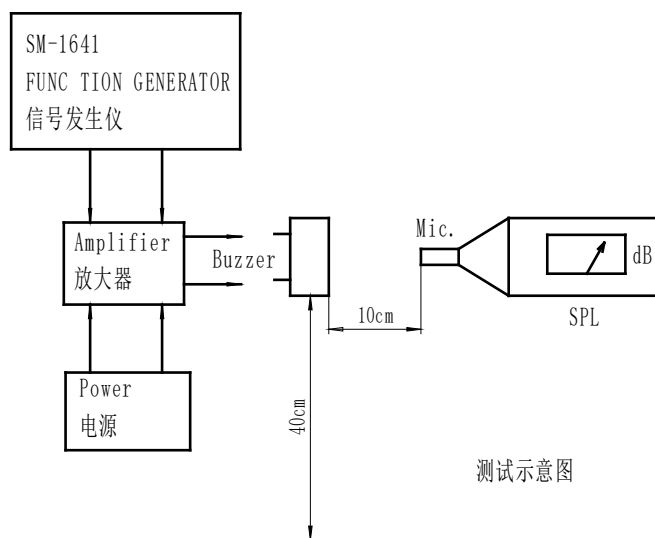 SM-1641
FUNC TION GENERATOR
信号发生仪
Amplifier
放大器
Buzzer
Mic.
dB
SPL
10cm
Power
电源
40cm
测试示意图